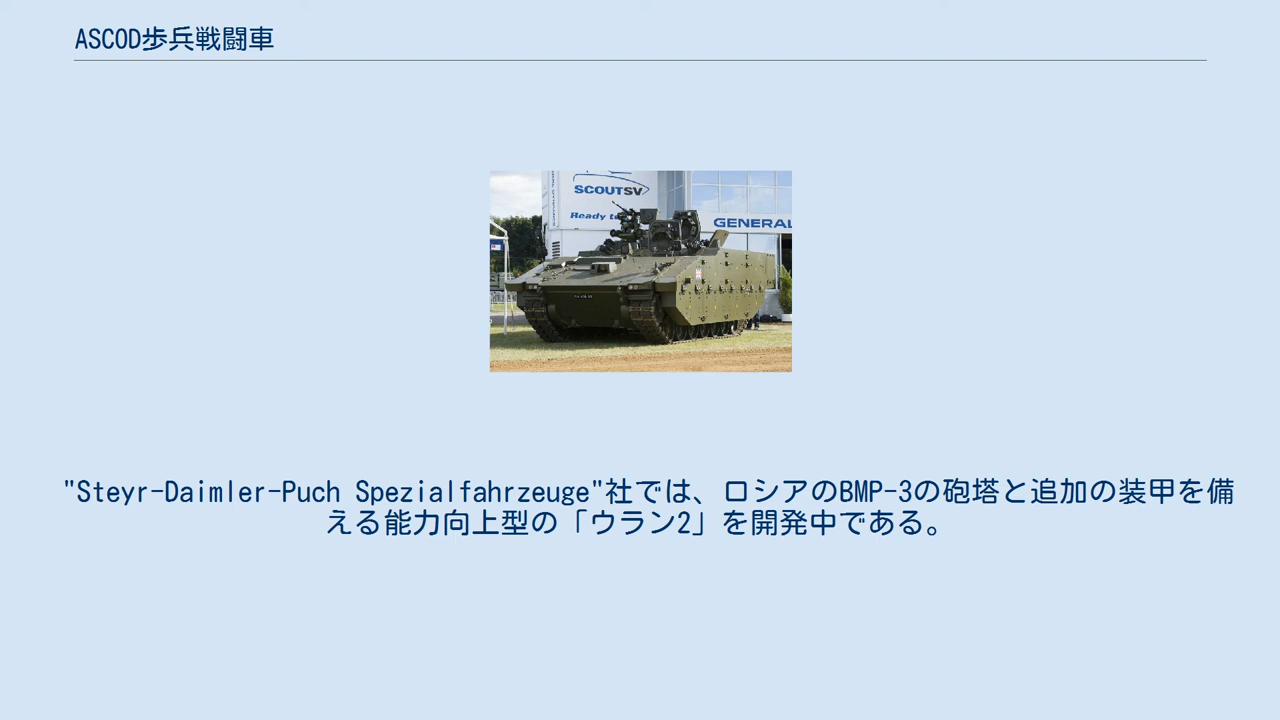 ASCOD歩兵戦闘車
SCOUTSV
Ready to
GENERAL
"Steyr-Daimler-Puch Spezialfahrzeuge"社では、ロシアのBMP-3の砲塔と追加の装甲を備
える能力向上型の「ウラン2」を開発中である。